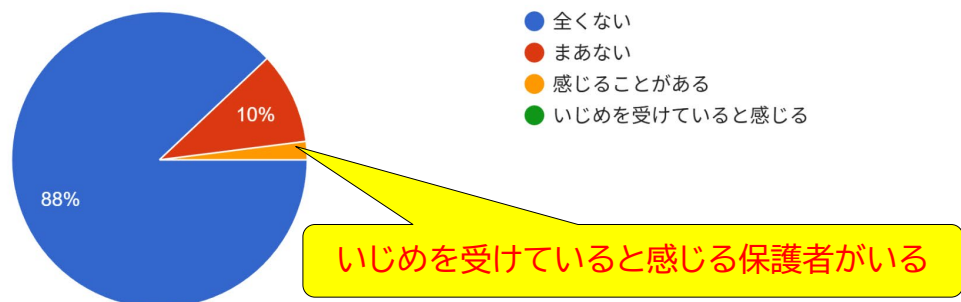 全くない
まあない
感じることがある
いじめを受けていると感じる
10%
88%
いじめを受けていると感じる保護者がいる